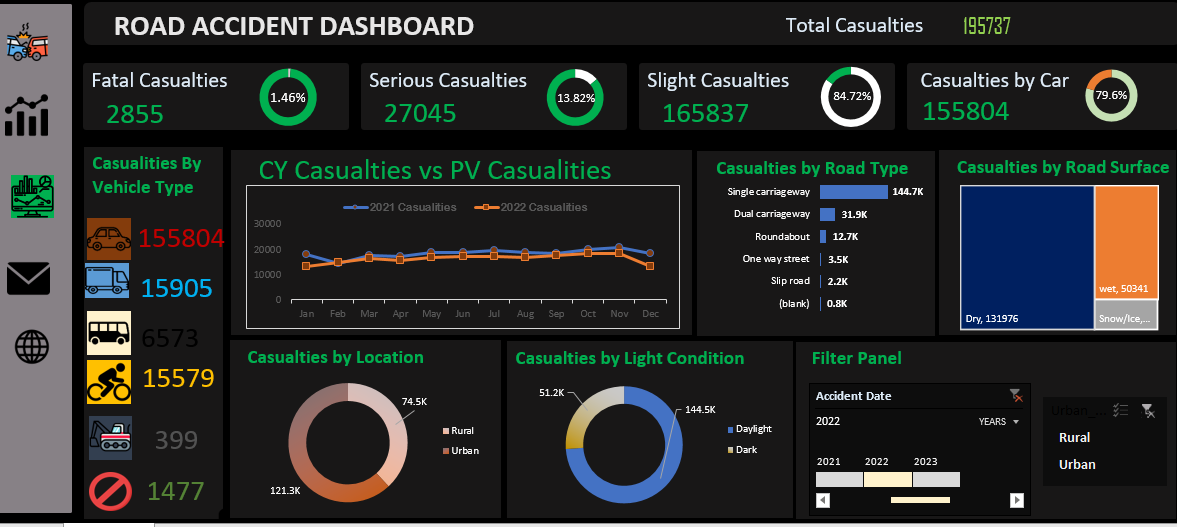 ROAD ACCIDENT DASHBOARD
Total Casualties
195737
Fatal Casualties
2855
1.46%
Serious Casualties
27045
13.82%
Slight Casualties
165837
84.72%
Casualties by Car
155804
79.6%
Casualities By
Vehicle Type
155804
15905
6573
15579
399
1477
CY Casualties vs PV Casualities
2021 Casualities
2022 Casualities
30000
20000
10000
0
Jan Feb Mar Apr May Jun Jul Aug Sep Oct Nov Dec
Casualties by Road Type
Single carriageway 144.7K
Dual carriageway 31.9K
Roundabout 12.7K
One way street 3.5K
Slip road 2.2K
(blank) 0.8K
Casualties by Road Surface
Dry, 131976
wet, 50341
Snow/Ice,...
Casualties by Location
74.5K
121.3K
Rural
Urban
Casualties by Light Condition
51.2K
144.5K
Daylight
Dark
Filter Panel
Accident Date
2022
YEARS
2021 2022 2023
Urban_...
Rural
Urban